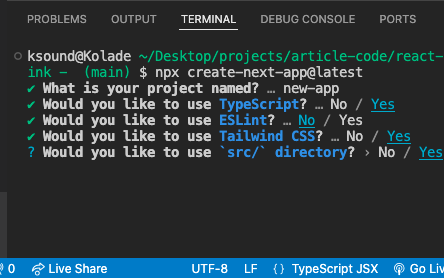 PROBLEMS OUTPUT TERMINAL DEBUG CONSOLE PORTS
ksound@Kolade ~/Desktop/projects/article-code/react-
ink – (main) $ npx create-next-app@latest
✔ What is your project named? … new-app
✔ Would you like to use TypeScript? … No / Yes
✔ Would you like to use ESLint? … No / Yes
✔ Would you like to use Tailwind CSS? … No / Yes
? Would you like to use `src/` directory? › No / Yes
0 Live Share UTF-8 LF {} TypeScript JSX Go Liv